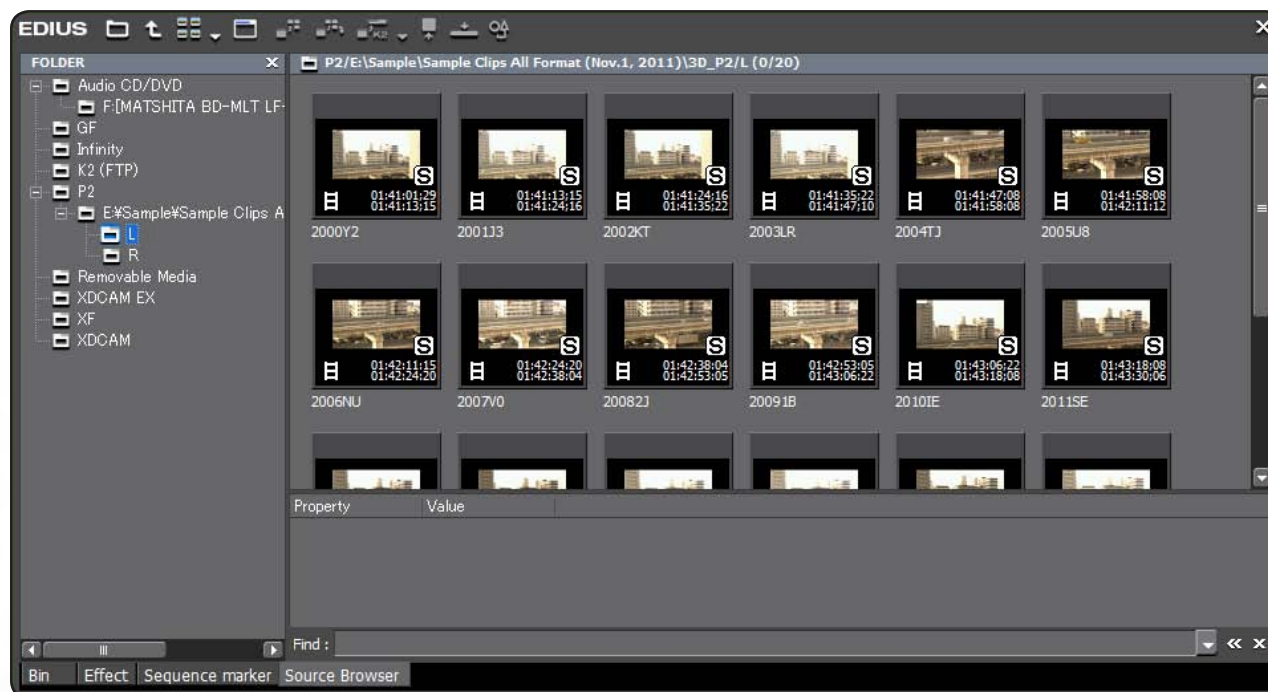 EDIUS
K2
FOLDER
P2/E:\Sample\Sample Clips All Format (Nov.1, 2011)\3D_P2/L (0/20)
Audio CD/DVD
F:[MATSHITA BD-MLT LF-
GF
Infinity
K2 (FTP)
P2
E:¥Sample¥Sample Clips A
L
R
Removable Media
XDCAM EX
XF
XDCAM
S
01:41:01;29
01:41:13;15
2000Y2
S
01:41:13;15
01:41:24;16
2001J3
S
01:41:24;16
01:41:35;22
2002KT
S
01:41:35;22
01:41:47;10
2003LR
S
01:41:47;08
01:41:58;08
2004TJ
S
01:41:58;08
01:42:11;12
2005U8
S
01:42:11;15
01:42:24;20
2006NU
S
01:42:24;20
01:42:38;04
2007V0
S
01:42:38;04
01:42:53;05
20082J
S
01:42:53;05
01:43:06;22
20091B
S
01:43:06;22
01:43:18;08
2010IE
S
01:43:18;08
01:43:30;06
2011SE
Property Value
Find :
Bin Effect Sequence marker Source Browser